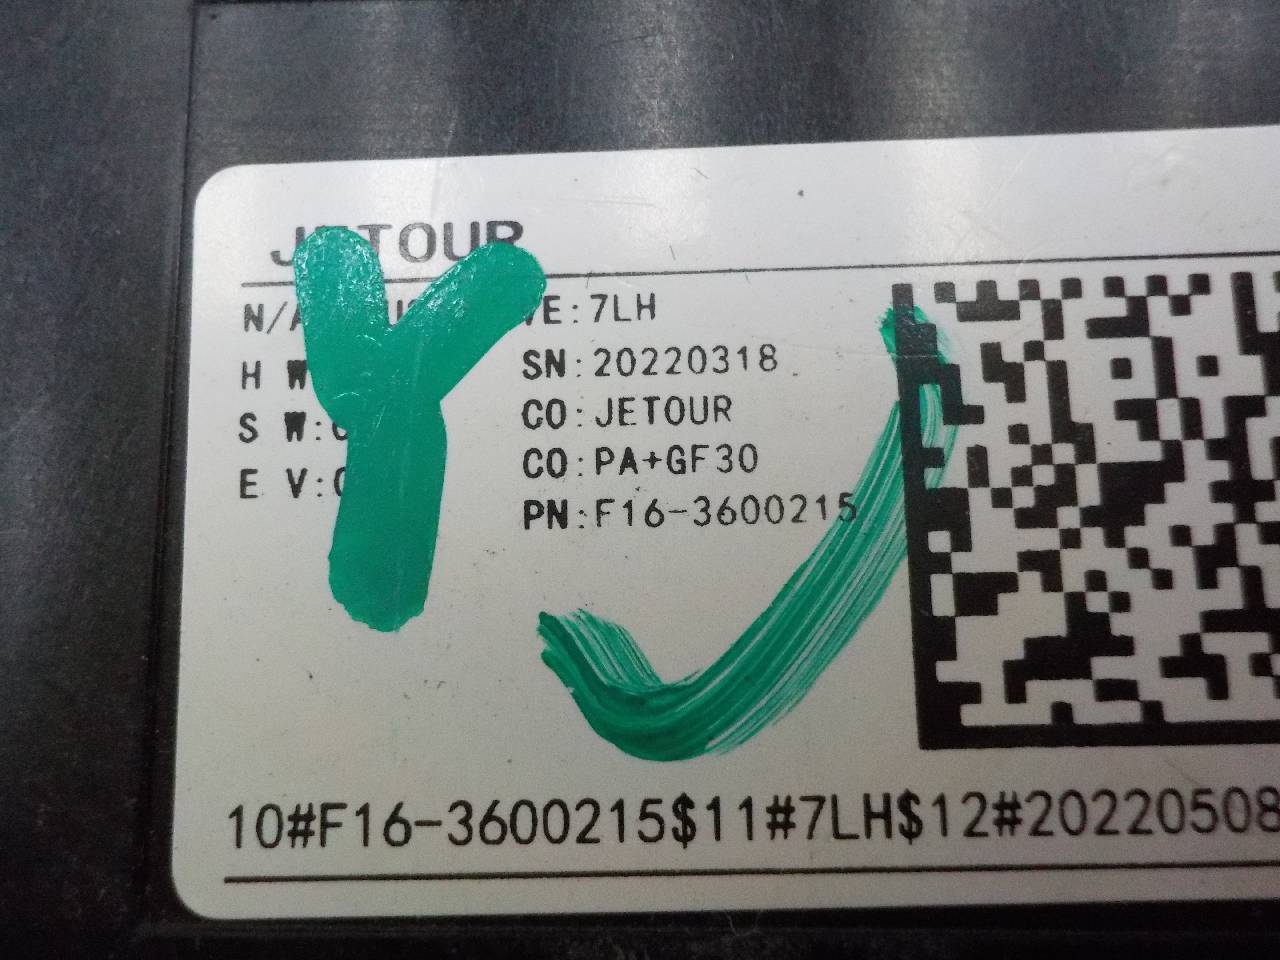 JETOUR
VE:7LH
H W SN:20220318
S W: CO:JETOUR
E V: CO:PA+GF30
PN:F16-3600215
Y
10#F16-3600215$11#7LH$12#20220508